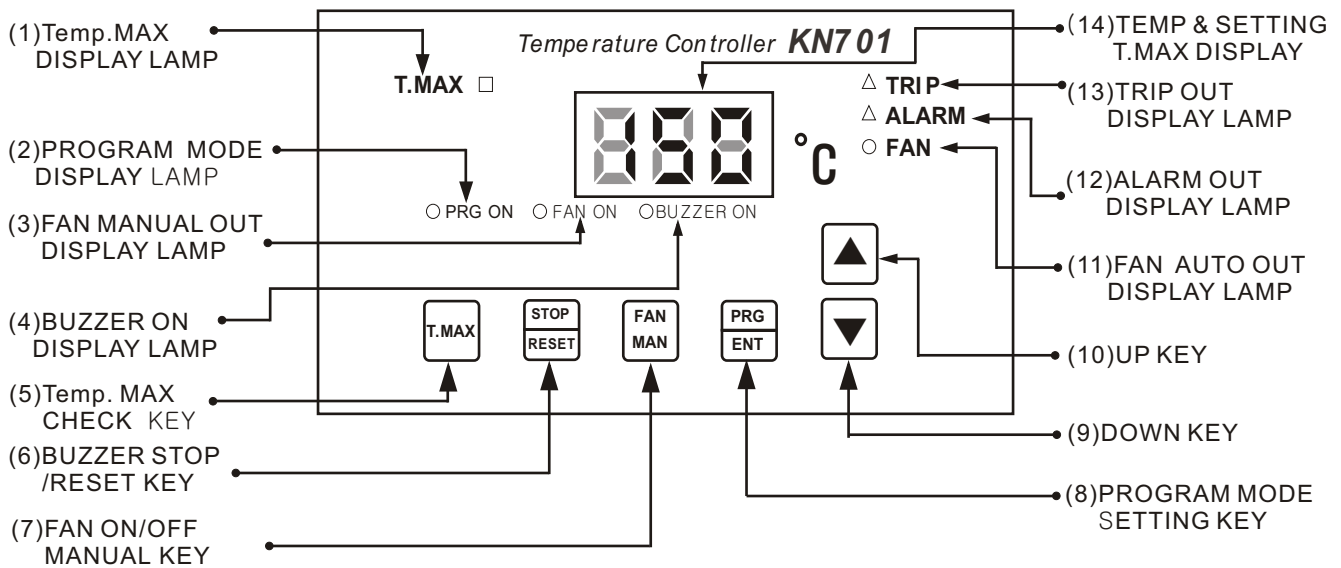 (1)Temp.MAX
DISPLAY LAMP
(2)PROGRAM MODE
DISPLAY LAMP
(3)FAN MANUAL OUT
DISPLAY LAMP
(4)BUZZER ON
DISPLAY LAMP
(5)Temp. MAX
CHECK KEY
(6)BUZZER STOP
/RESET KEY
(7)FAN ON/OFF
MANUAL KEY
Temperature Controller KN701
T.MAX □
150
°C
△ TRIP
△ ALARM
○ FAN
○ PRG ON ○ FAN ON ○BUZZER ON
▲
▼
T.MAX
STOP
RESET
FAN
MAN
PRG
ENT
(14)TEMP & SETTING
T.MAX DISPLAY
(13)TRIP OUT
DISPLAY LAMP
(12)ALARM OUT
DISPLAY LAMP
(11)FAN AUTO OUT
DISPLAY LAMP
(10)UP KEY
(9)DOWN KEY
(8)PROGRAM MODE
SETTING KEY